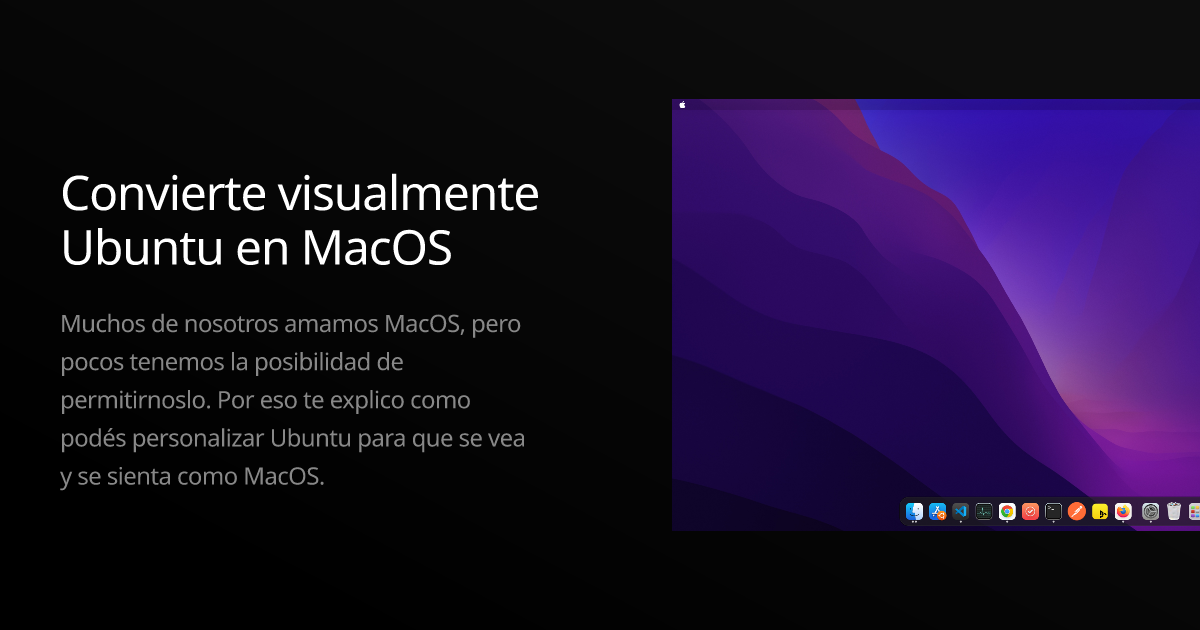 Convierte visualmente
Ubuntu en MacOS
Muchos de nosotros amamos MacOS, pero
pocos tenemos la posibilidad de
permitirnoslo. Por eso te explico como
podés personalizar Ubuntu para que se vea
y se sienta como MacOS.